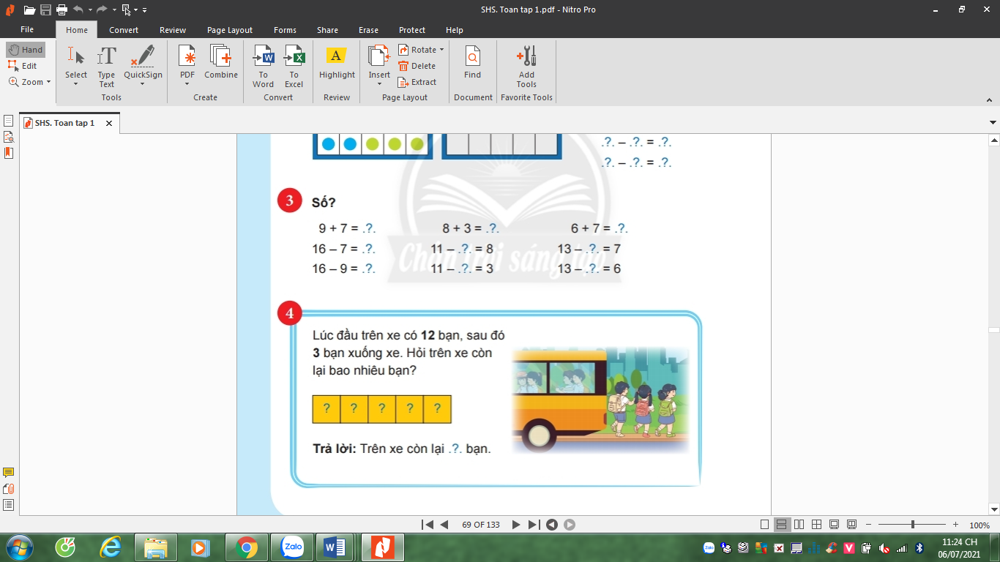 SHS. Toan tap 1.pdf - Nitro Pro
File Home Convert Review Page Layout Forms Share Erase Protect Help
Hand
Edit
Zoom
Select
Type Text
QuickSign
Tools
PDF
Combine
Create
To Word
To Excel
Convert
A
Highlight
Review
Insert
Rotate
Delete
Extract
Page Layout
Find
Document
Add Tools
Favorite Tools
SHS. Toan tap 1
.?. – .?. = .?.
.?. – .?. = .?.
3 Số?
9 + 7 = .?. 8 + 3 = .?. 6 + 7 = .?.
16 – 7 = .?. 11 – .?. = 8 13 – .?. = 7
16 – 9 = .?. 11 – .?. = 3 13 – .?. = 6
Chân trời sáng tạo
4
Lúc đầu trên xe có 12 bạn, sau đó
3 bạn xuống xe. Hỏi trên xe còn
lại bao nhiêu bạn?
? ? ? ? ?
Trả lời: Trên xe còn lại .?. bạn.
69 OF 133
100%
Zalo
11:24 CH
06/07/2021